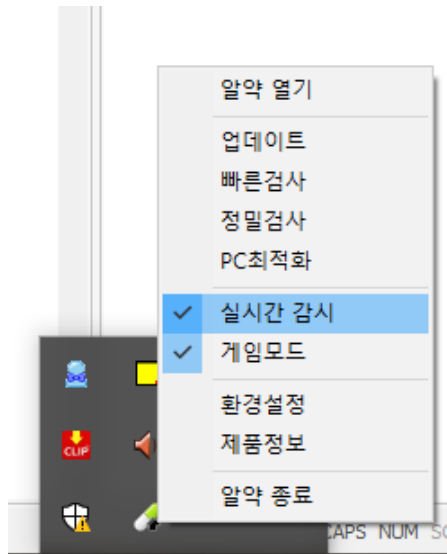 알약 열기
업데이트
빠른검사
정밀검사
PC최적화
실시간 감시
게임모드
환경설정
제품정보
알약 종료
CLIP
CAPS NUM SC